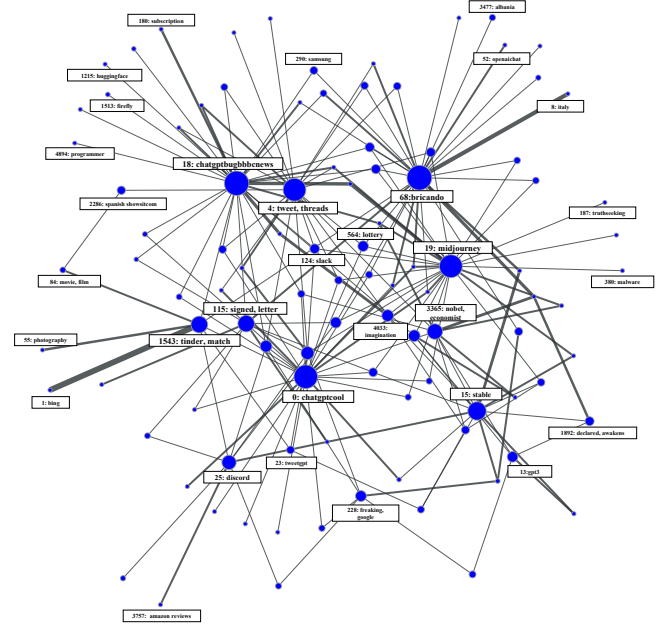 3477: albania
180: subscription
290: samsung
52: openaichat
1215: huggingface
1513: firefly
8: italy
4894: programmer
18: chatgptbugbbbcnews
2286: spanish showsitcom
4: tweet, threads
68:bricando
187: truthseeking
564: lottery
19: midjourney
124: slack
84: movie, film
380: malware
115: signed, letter
3365: nobel,
economist
4033:
imagination
55: photography
1543: tinder, match
1: bing
0: chatgptcool
15: stable
1892: declared, awakens
23: tweetgpt
25: discord
13:gpt3
228: freaking,
google
3757: amazon reviews